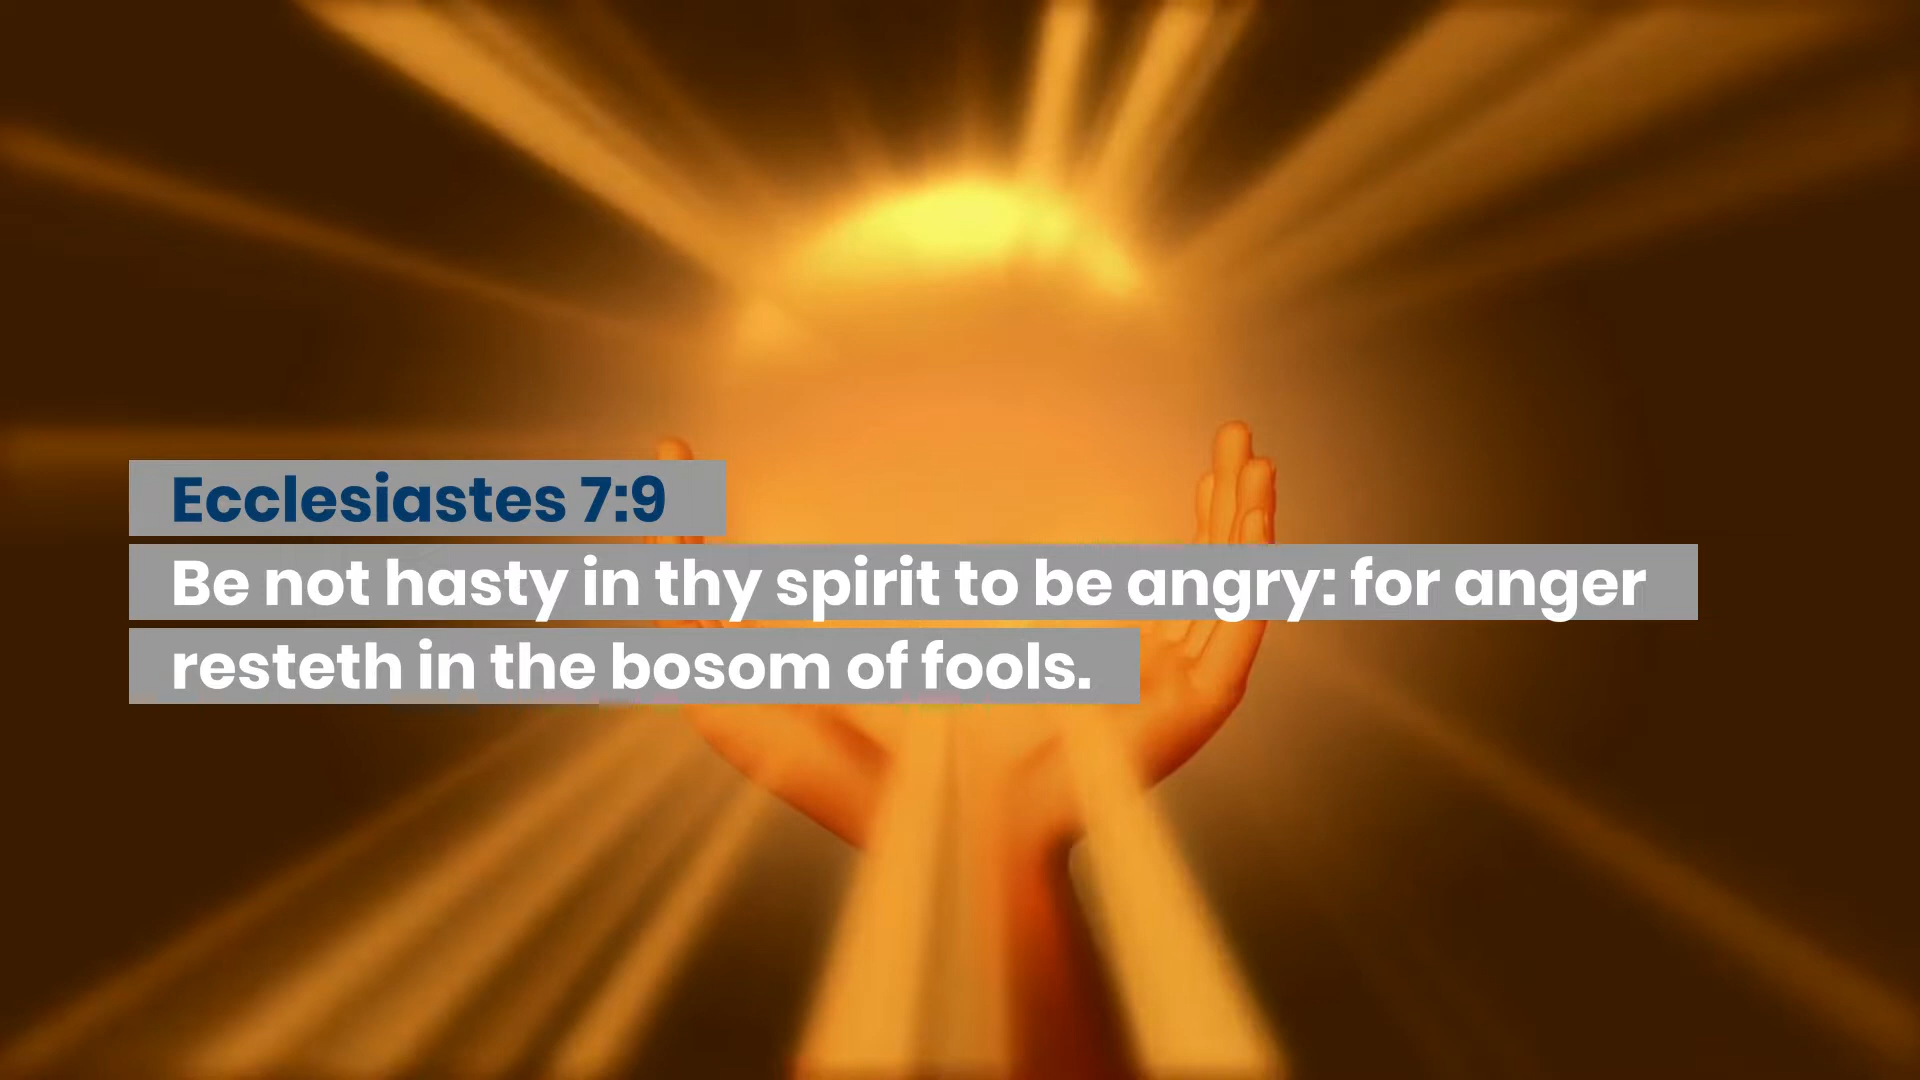 Ecclesiastes 7:9
Be not hasty in thy spirit to be angry: for anger
resteth in the bosom of fools.